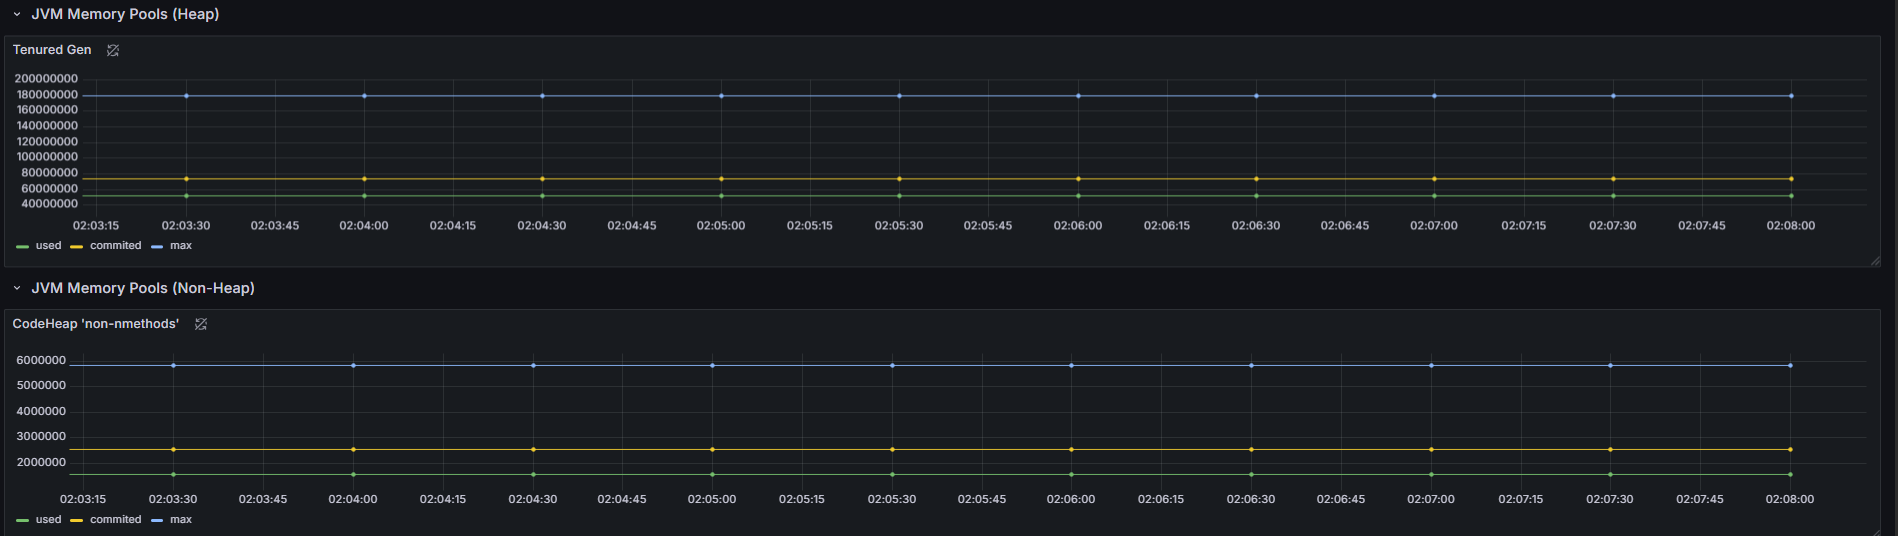 JVM Memory Pools (Heap)
Tenured Gen
200000000
180000000
160000000
140000000
120000000
100000000
80000000
60000000
40000000
02:03:15 02:03:30 02:03:45 02:04:00 02:04:15 02:04:30 02:04:45 02:05:00 02:05:15 02:05:30 02:05:45 02:06:00 02:06:15 02:06:30 02:06:45 02:07:00 02:07:15 02:07:30 02:07:45 02:08:00
used commited max
JVM Memory Pools (Non-Heap)
CodeHeap 'non-nmethods'
6000000
5000000
4000000
3000000
2000000
02:03:15 02:03:30 02:03:45 02:04:00 02:04:15 02:04:30 02:04:45 02:05:00 02:05:15 02:05:30 02:05:45 02:06:00 02:06:15 02:06:30 02:06:45 02:07:00 02:07:15 02:07:30 02:07:45 02:08:00
used commited max